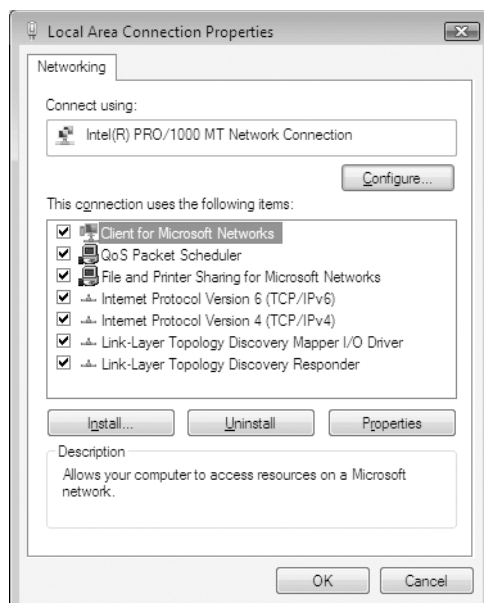 Local Area Connection Properties
Networking
Connect using:
Intel(R) PRO/1000 MT Network Connection
Configure...
This connection uses the following items:
Client for Microsoft Networks
QoS Packet Scheduler
File and Printer Sharing for Microsoft Networks
Internet Protocol Version 6 (TCP/IPv6)
Internet Protocol Version 4 (TCP/IPv4)
Link-Layer Topology Discovery Mapper I/O Driver
Link-Layer Topology Discovery Responder
Install...
Uninstall
Properties
Description
Allows your computer to access resources on a Microsoft
network.
OK
Cancel